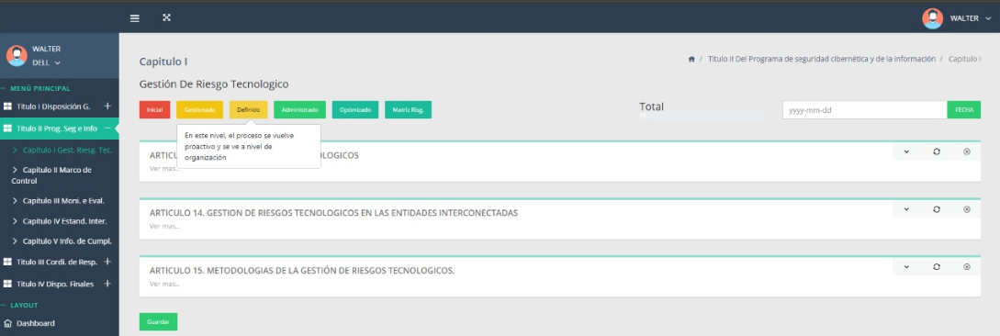 WALTER
WALTER
DELL
MENÚ PRINCIPAL
Titulo I Disposición G.
Titulo II Prog. Seg e Info
Capitulo I Gest. Riesg. Tec.
Capitulo II Marco de
Control
Capitulo III Moni. e Eval.
Capitulo IV Estand. Inter.
Capitulo V Info. de Cumpl.
Titulo III Cordi. de Resp.
Titulo IV Dispo. Finales
LAYOUT
Dashboard
Capitulo I
/ Titulo II Del Programa de seguridad cibernética y de la información / Capitulo I
Gestión De Riesgo Tecnologico
Inicial Gestionado Definido Administrado Optimizado Matriz Risg.
Total
yyyy-mm-dd FECHA
En este nivel, el proceso se vuelve
proactivo y se ve a nivel de
organización
Ver mas...
ARTICULO 14. GESTION DE RIESGOS TECNOLOGICOS EN LAS ENTIDADES INTERCONECTADAS
Ver mas...
ARTICULO 15. METODOLOGIAS DE LA GESTIÓN DE RIESGOS TECNOLOGICOS.
Ver mas...
Guardar